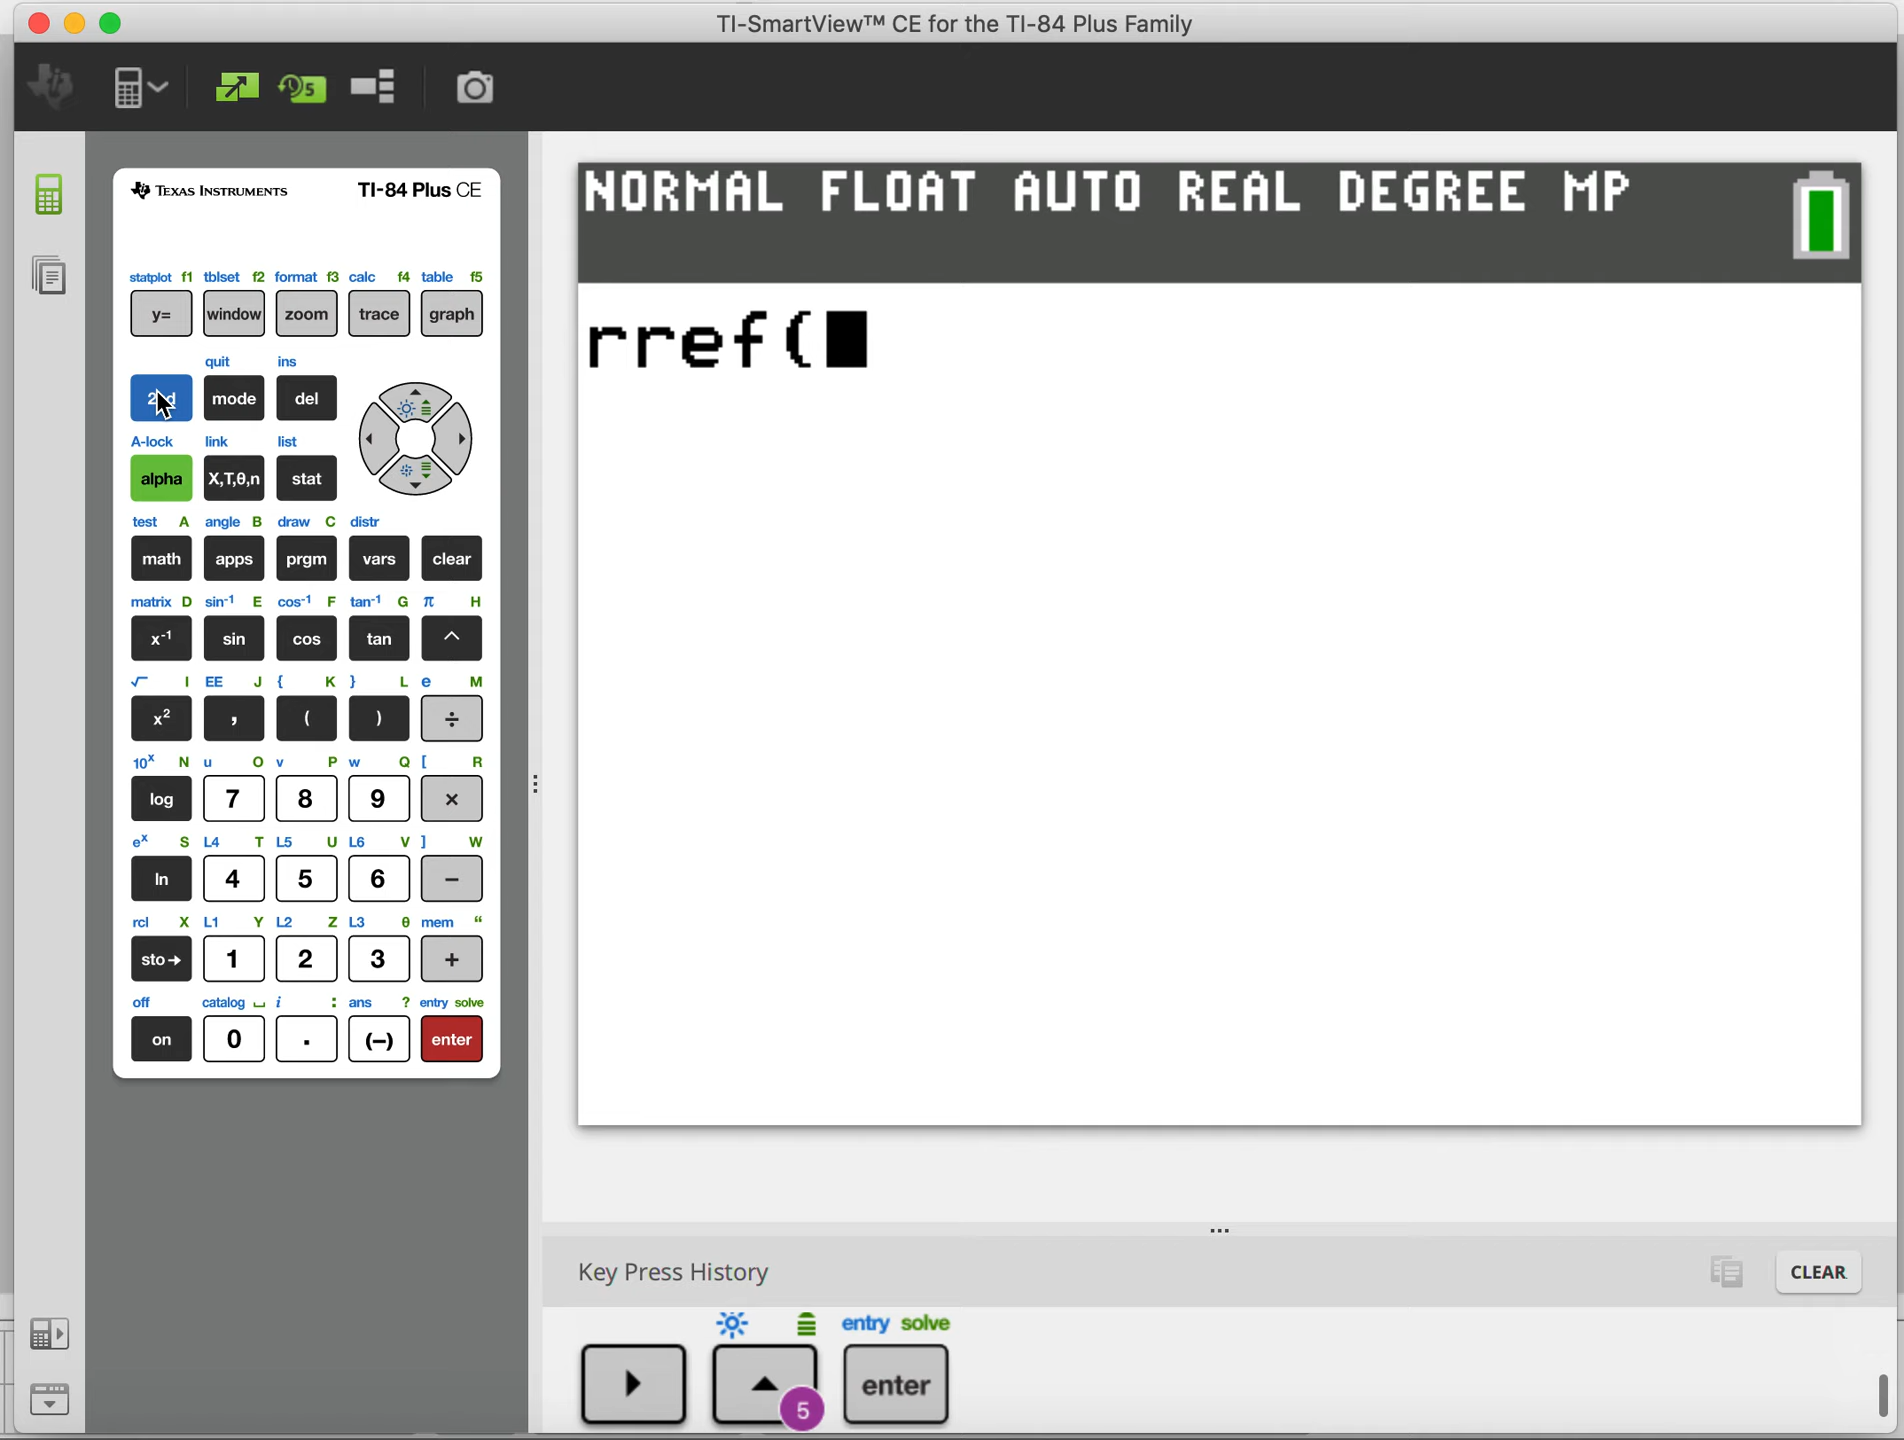 TI-SmartView™ CE for the TI-84 Plus Family
5
TEXAS INSTRUMENTS TI-84 Plus CE
statplot f1 tblset f2 format f3 calc f4 table f5
y= window zoom trace graph
quit ins
2nd mode del
A-lock link list
alpha X,T,θ,n stat
test A angle B draw C distr
math apps prgm vars clear
matrix D sin⁻¹ E cos⁻¹ F tan⁻¹ G π H
x⁻¹ sin cos tan ^
√ I EE J { K } L e M
x² , ( ) ÷
10ˣ N u O v P w Q [ R
log 7 8 9 ×
eˣ S L4 T L5 U L6 V ] W
ln 4 5 6 −
rcl X L1 Y L2 Z L3 θ mem “
sto→ 1 2 3 +
off catalog ⎵ i : ans ? entry solve
on 0 . (−) enter
NORMAL FLOAT AUTO REAL DEGREE MP
rref(
Key Press History
CLEAR
entry solve
5 enter